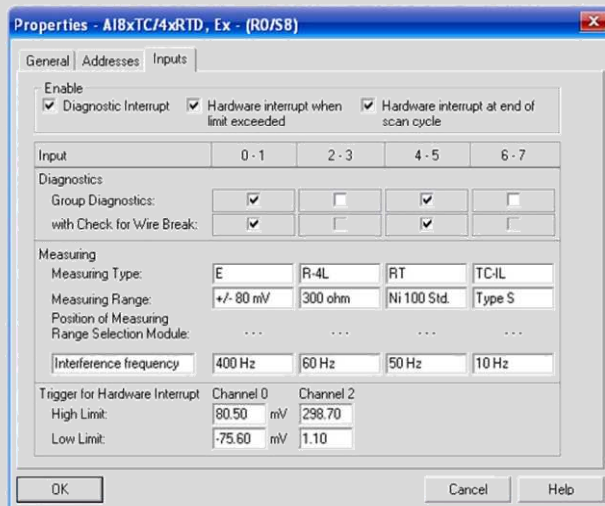 Properties - AI8xTC/4xRTD, Ex - (R0/S8)
General Addresses Inputs
Enable
Diagnostic Interrupt
Hardware interrupt when
limit exceeded
Hardware interrupt at end of
scan cycle
Input 0 - 1 2 - 3 4 - 5 6 - 7
Diagnostics
Group Diagnostics:
with Check for Wire Break:
Measuring
Measuring Type: E R-4L RT TC-IL
Measuring Range: +/- 80 mV 300 ohm Ni 100 Std. Type S
Position of Measuring
Range Selection Module: ... ... ... ...
Interference frequency 400 Hz 60 Hz 50 Hz 10 Hz
Trigger for Hardware Interrupt Channel 0 Channel 2
High Limit: 80.50 mV 298.70
Low Limit: -75.60 mV 1.10
OK Cancel Help